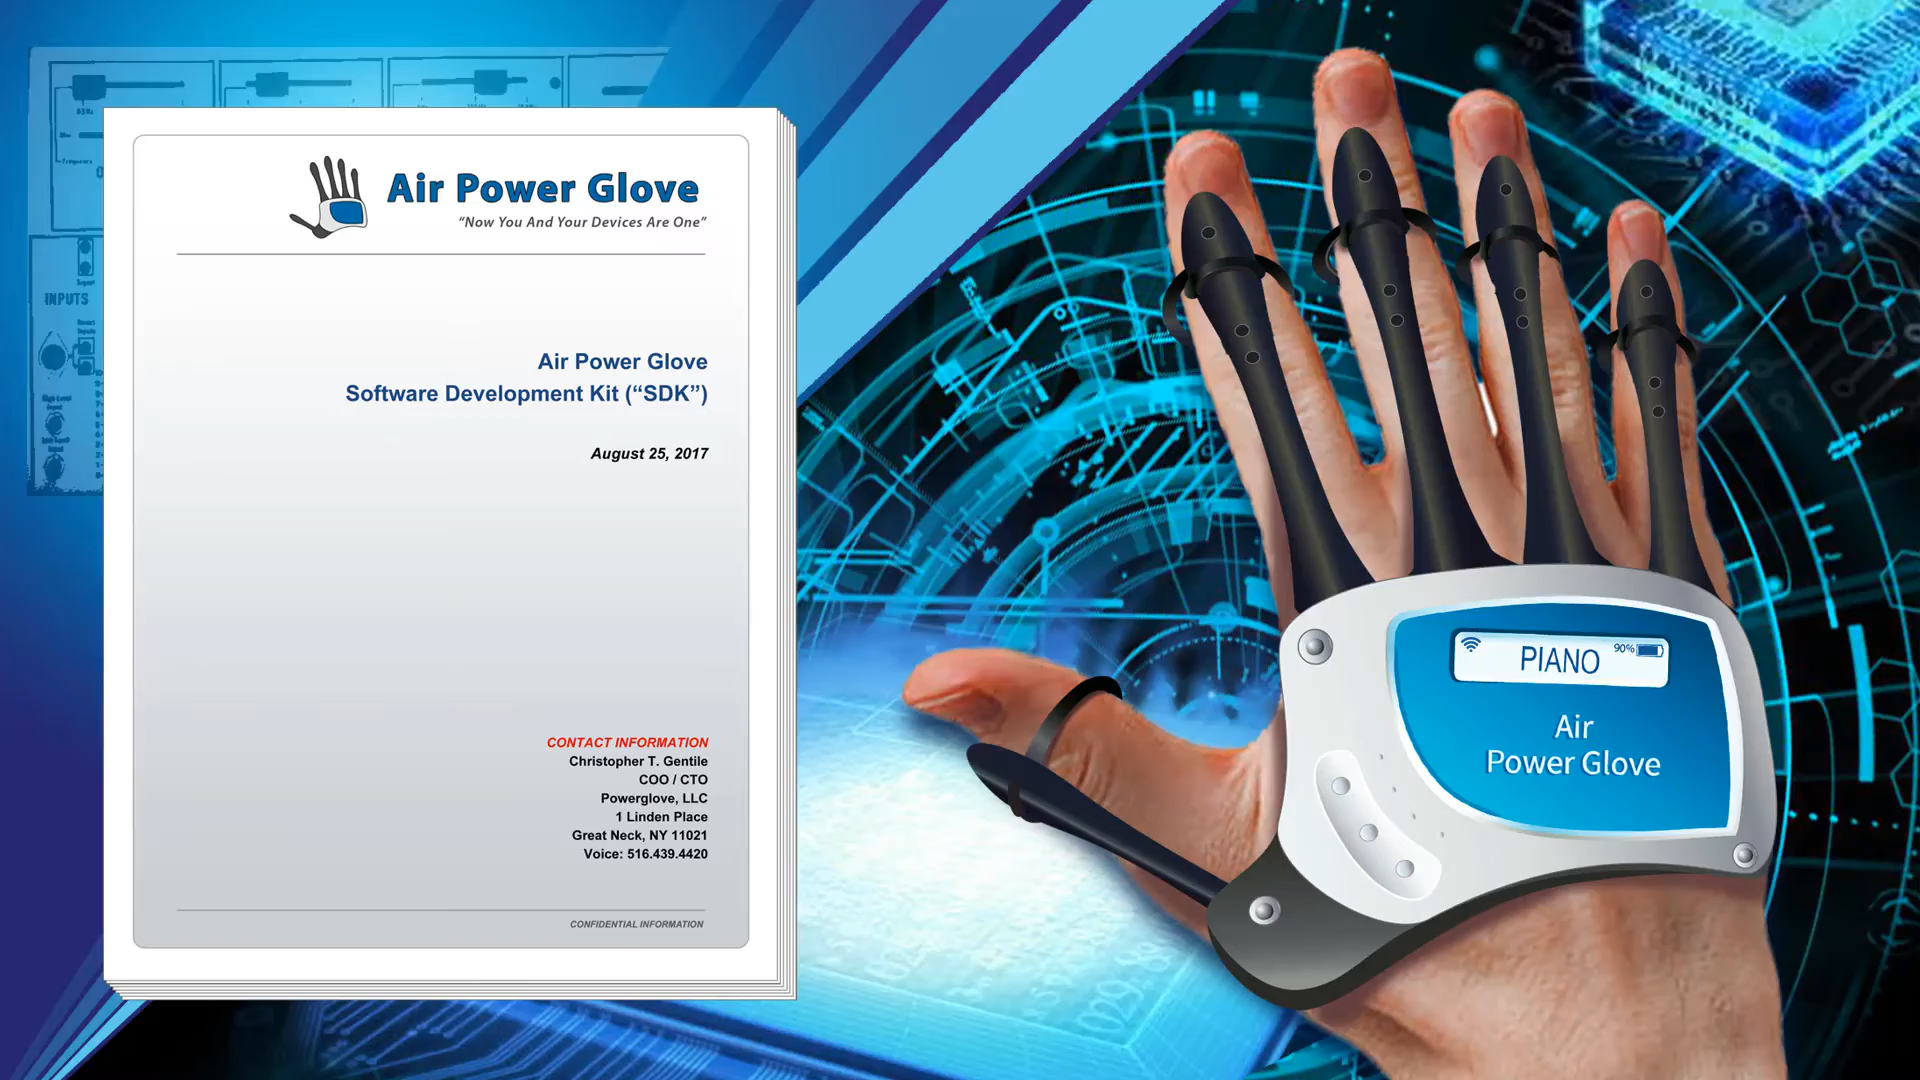 Air Power Glove
“Now You And Your Devices Are One”
Air Power Glove
Software Development Kit (“SDK”)
August 25, 2017
CONTACT INFORMATION
Christopher T. Gentile
COO / CTO
Powerglove, LLC
1 Linden Place
Great Neck, NY 11021
Voice: 516.439.4420
CONFIDENTIAL INFORMATION
INPUTS
PIANO
90%
Air
Power Glove